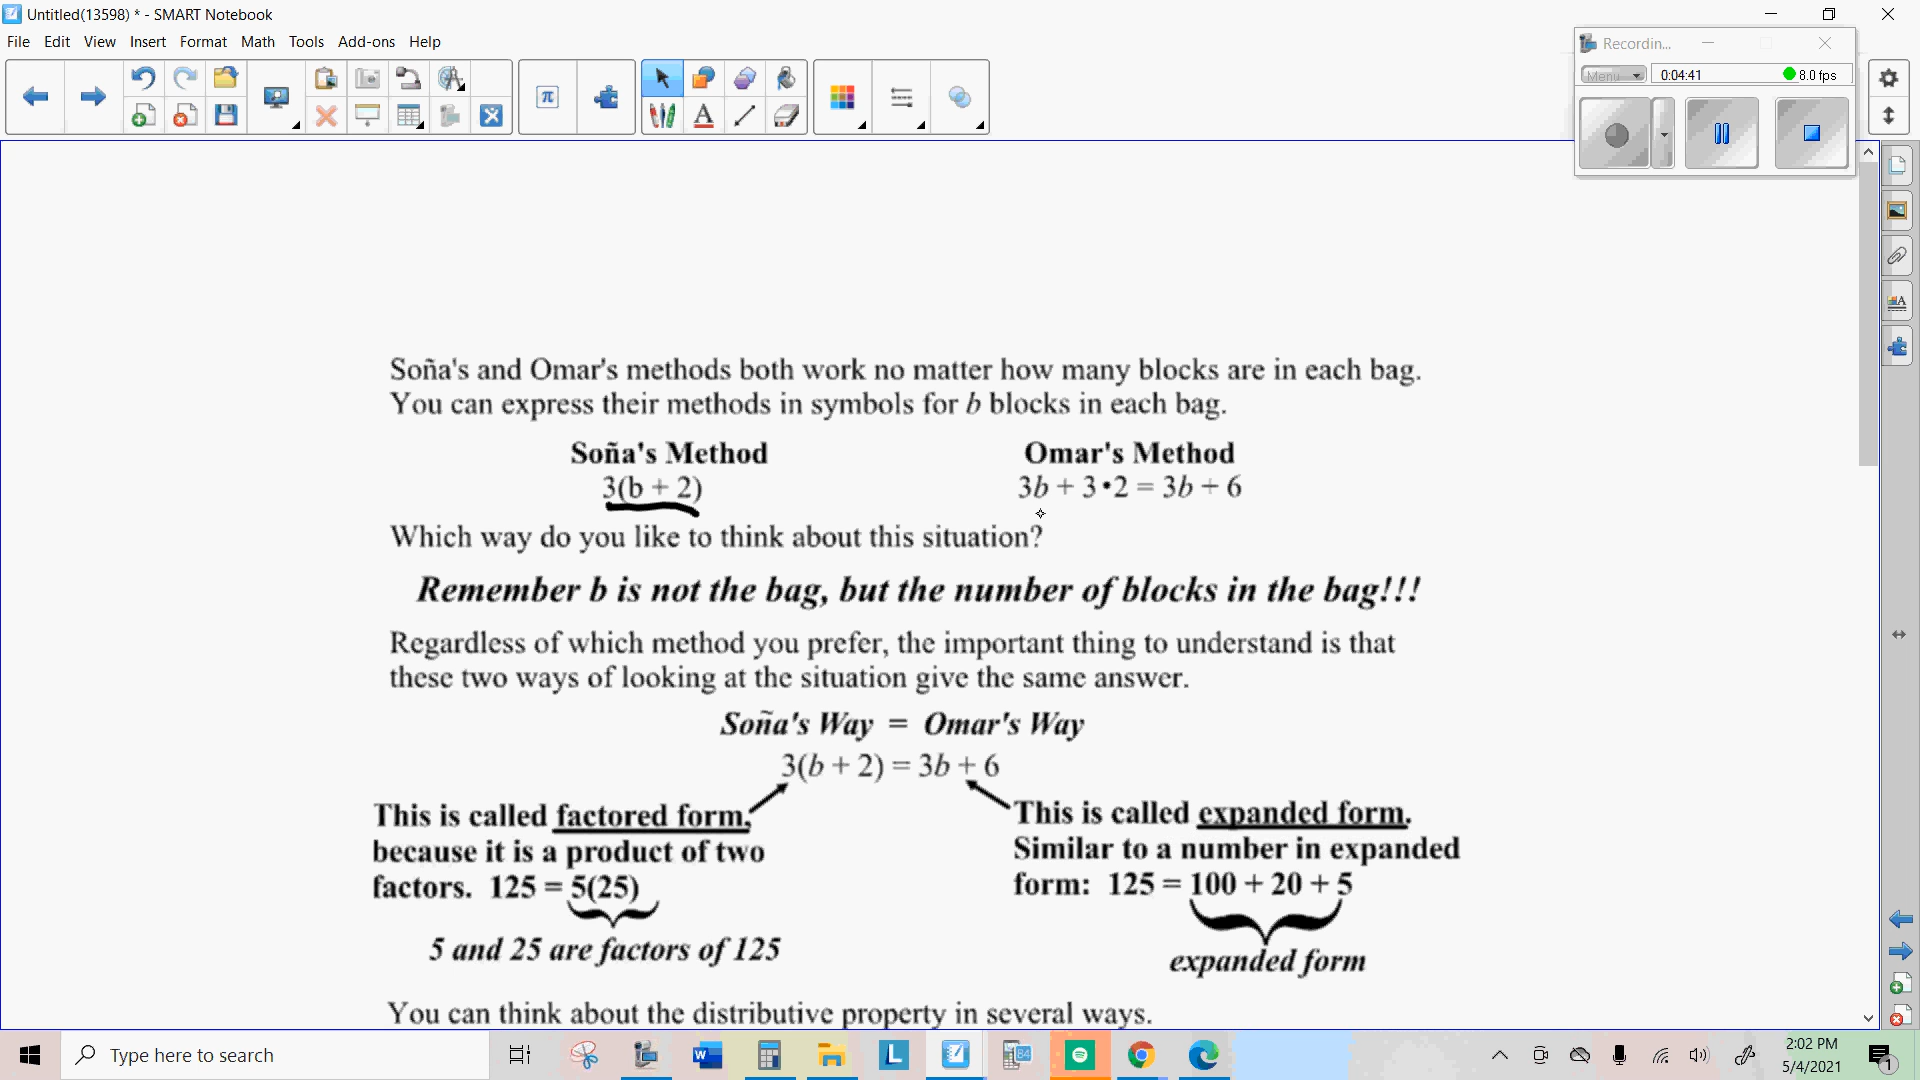 Untitled(13598) * - SMART Notebook
File Edit View Insert Format Math Tools Add-ons Help
Recordin...
Menu 0:04:41 8.0 fps
π
A
Soña's and Omar's methods both work no matter how many blocks are in each bag.
You can express their methods in symbols for b blocks in each bag.
Soña's Method Omar's Method
3(b + 2) 3b + 3•2 = 3b + 6
Which way do you like to think about this situation?
Remember b is not the bag, but the number of blocks in the bag!!!
Regardless of which method you prefer, the important thing to understand is that
these two ways of looking at the situation give the same answer.
Soña's Way = Omar's Way
3(b + 2) = 3b + 6
This is called factored form, This is called expanded form.
because it is a product of two Similar to a number in expanded
factors. 125 = 5(25) form: 125 = 100 + 20 + 5
5 and 25 are factors of 125 expanded form
You can think about the distributive property in several ways.
Type here to search
W
L
84
2:02 PM
5/4/2021
1